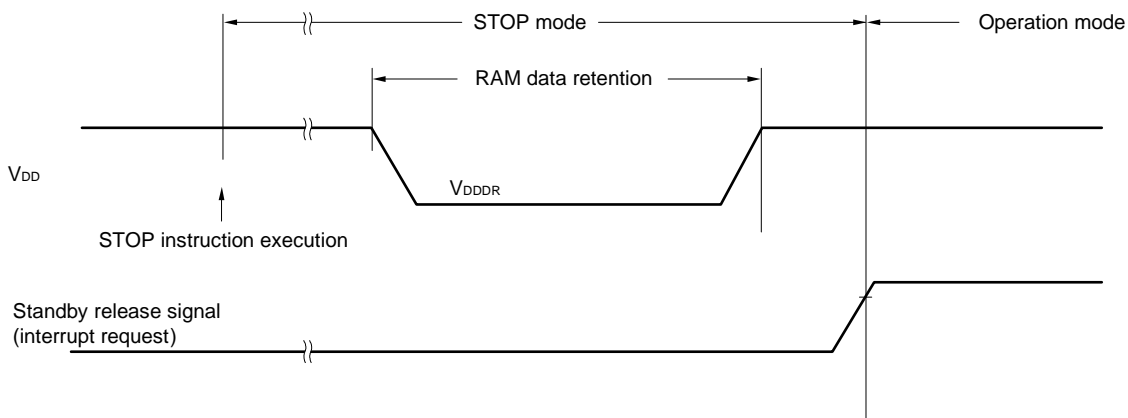 STOP mode
Operation mode
RAM data retention
VDD
VDDDR
STOP instruction execution
Standby release signal
(interrupt request)